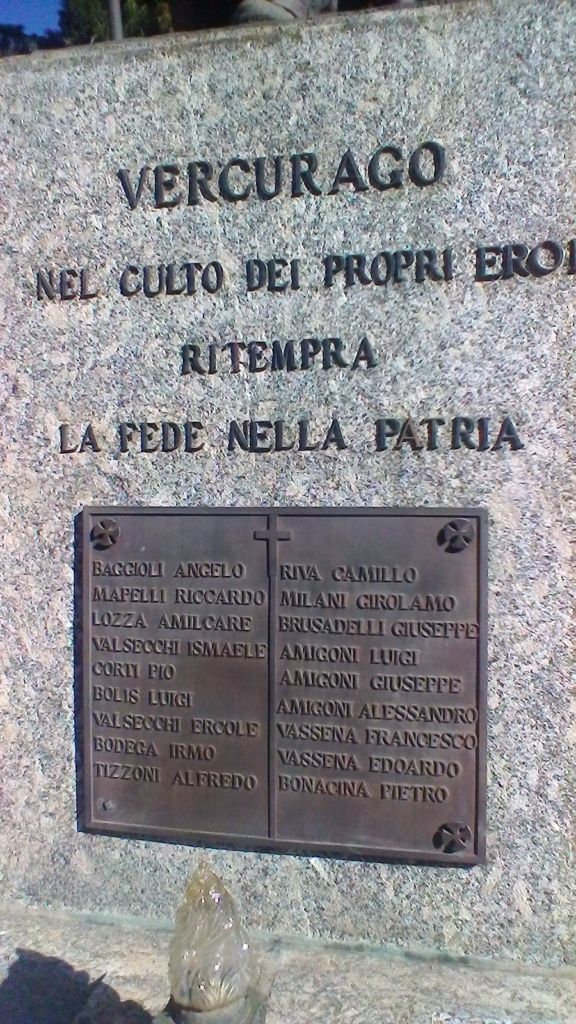 VERCURAGO
NEL CULTO DEI PROPRI EROI
RITEMPRA
LA FEDE NELLA PATRIA
BAGGIOLI ANGELO
MAPELLI RICCARDO
LOZZA AMILCARE
VALSECCHI ISMAELE
CORTI PIO
BOLIS LUIGI
VALSECCHI ERCOLE
BODEGA IRMO
TIZZONI ALFREDO
RIVA CAMILLO
MILANI GIROLAMO
BRUSADELLI GIUSEPPE
AMIGONI LUIGI
AMIGONI GIUSEPPE
AMIGONI ALESSANDRO
VASSENA FRANCESCO
VASSENA EDOARDO
BONACINA PIETRO